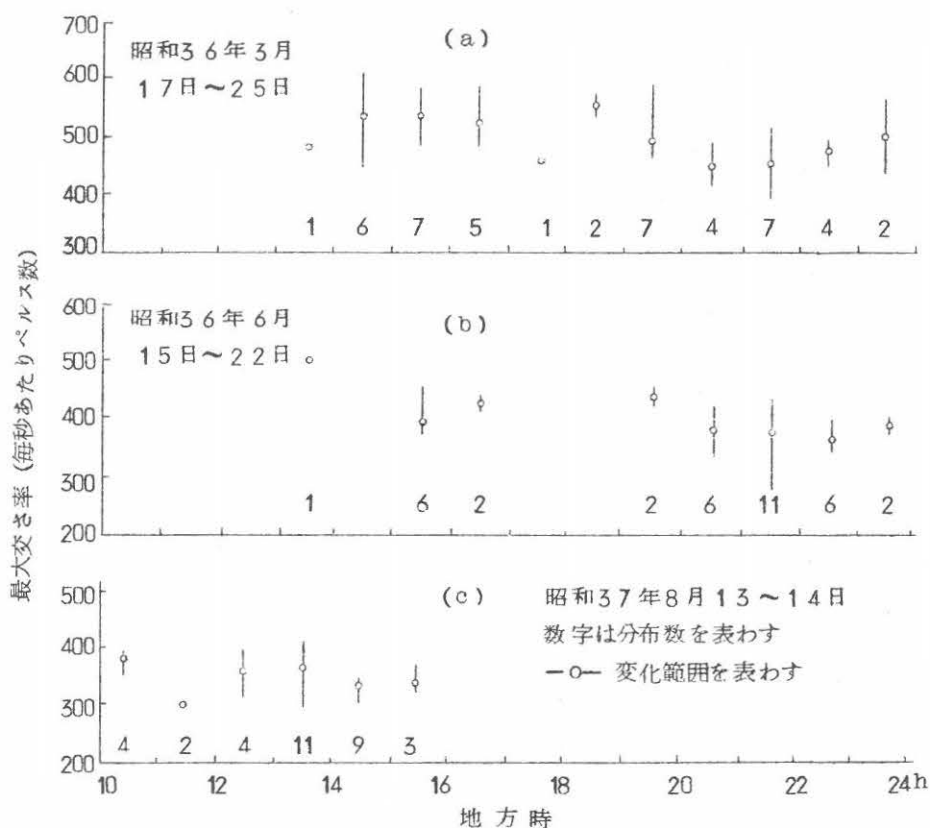 最大交さ率(毎秒あたりペルス数)
700
600
500
400
300
(a)
昭和36年3月
17日~25日
1 6 7 5 1 2 7 4 7 4 2
600
500
400
300
200
(b)
昭和36年6月
15日~22日
1 6 2 2 6 11 6 2
500
400
300
200
(c)
昭和37年8月13~14日
数字は分布数を表わす
—o— 変化範囲を表わす
4 2 4 11 9 3
10 12 14 16 18 20 22 24h
地方時